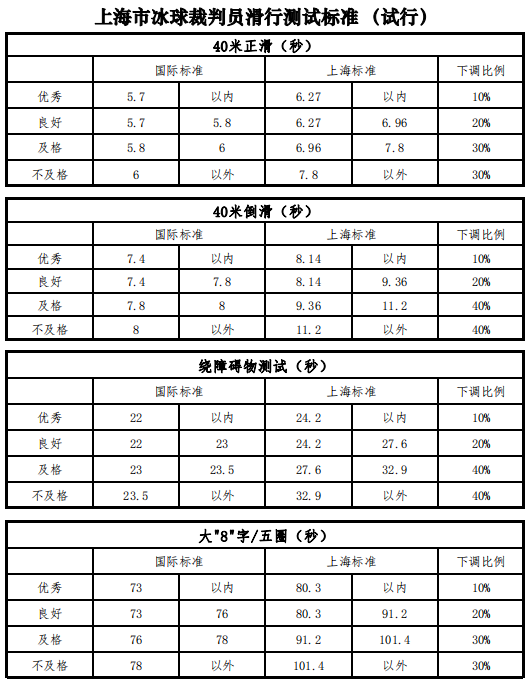 上海市冰球裁判员滑行测试标准 (试行)
40米正滑（秒）
国际标准 上海标准 下调比例
优秀 5.7 以内 6.27 以内 10%
良好 5.7 5.8 6.27 6.96 20%
及格 5.8 6 6.96 7.8 30%
不及格 6 以外 7.8 以外 30%
40米倒滑（秒）
国际标准 上海标准 下调比例
优秀 7.4 以内 8.14 以内 10%
良好 7.4 7.8 8.14 9.36 20%
及格 7.8 8 9.36 11.2 40%
不及格 8 以外 11.2 以外 40%
绕障碍物测试（秒）
国际标准 上海标准 下调比例
优秀 22 以内 24.2 以内 10%
良好 22 23 24.2 27.6 20%
及格 23 23.5 27.6 32.9 40%
不及格 23.5 以外 32.9 以外 40%
大"8"字/五圈（秒）
国际标准 上海标准 下调比例
优秀 73 以内 80.3 以内 10%
良好 73 76 80.3 91.2 20%
及格 76 78 91.2 101.4 30%
不及格 78 以外 101.4 以外 30%